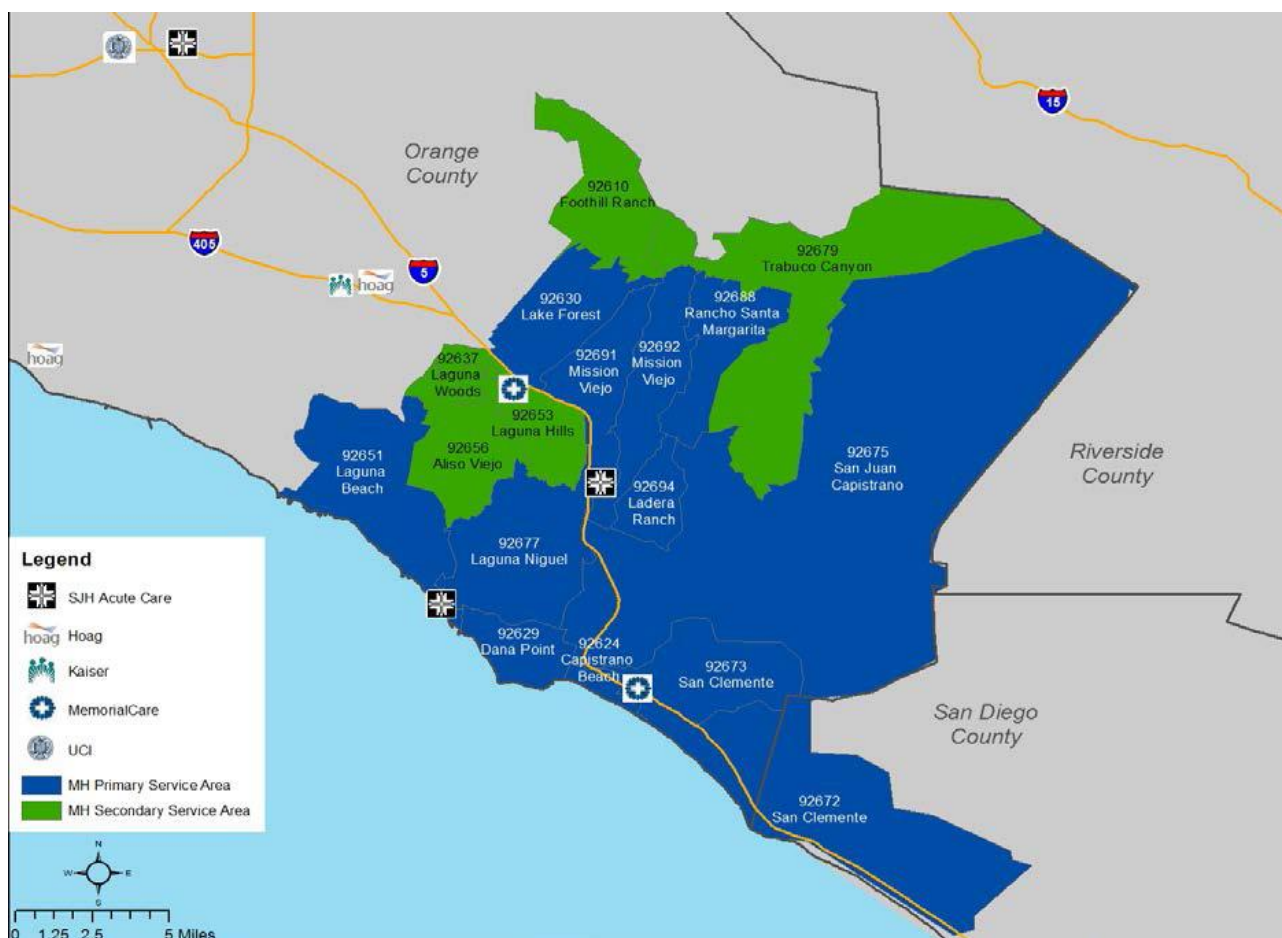 15
Orange
County
92610
Foothill Ranch
405
5
92679
Trabuco Canyon
hoag
92630
Lake Forest
92688
Rancho Santa
Margarita
hoag
92691
Mission
Viejo
92692
Mission
Viejo
92637
Laguna
Woods
92653
Laguna Hills
92656
Aliso Viejo
92651
Laguna
Beach
92675
San Juan
Capistrano
Riverside
County
92694
Ladera
Ranch
92677
Laguna Niguel
92629
Dana Point
92624
Capistrano
Beach
92673
San Clemente
San Diego
County
92672
San Clemente
Legend
SJH Acute Care
hoag Hoag
Kaiser
MemorialCare
UCI
MH Primary Service Area
MH Secondary Service Area
N
W E
S
0 1.25 2.5 5 Miles